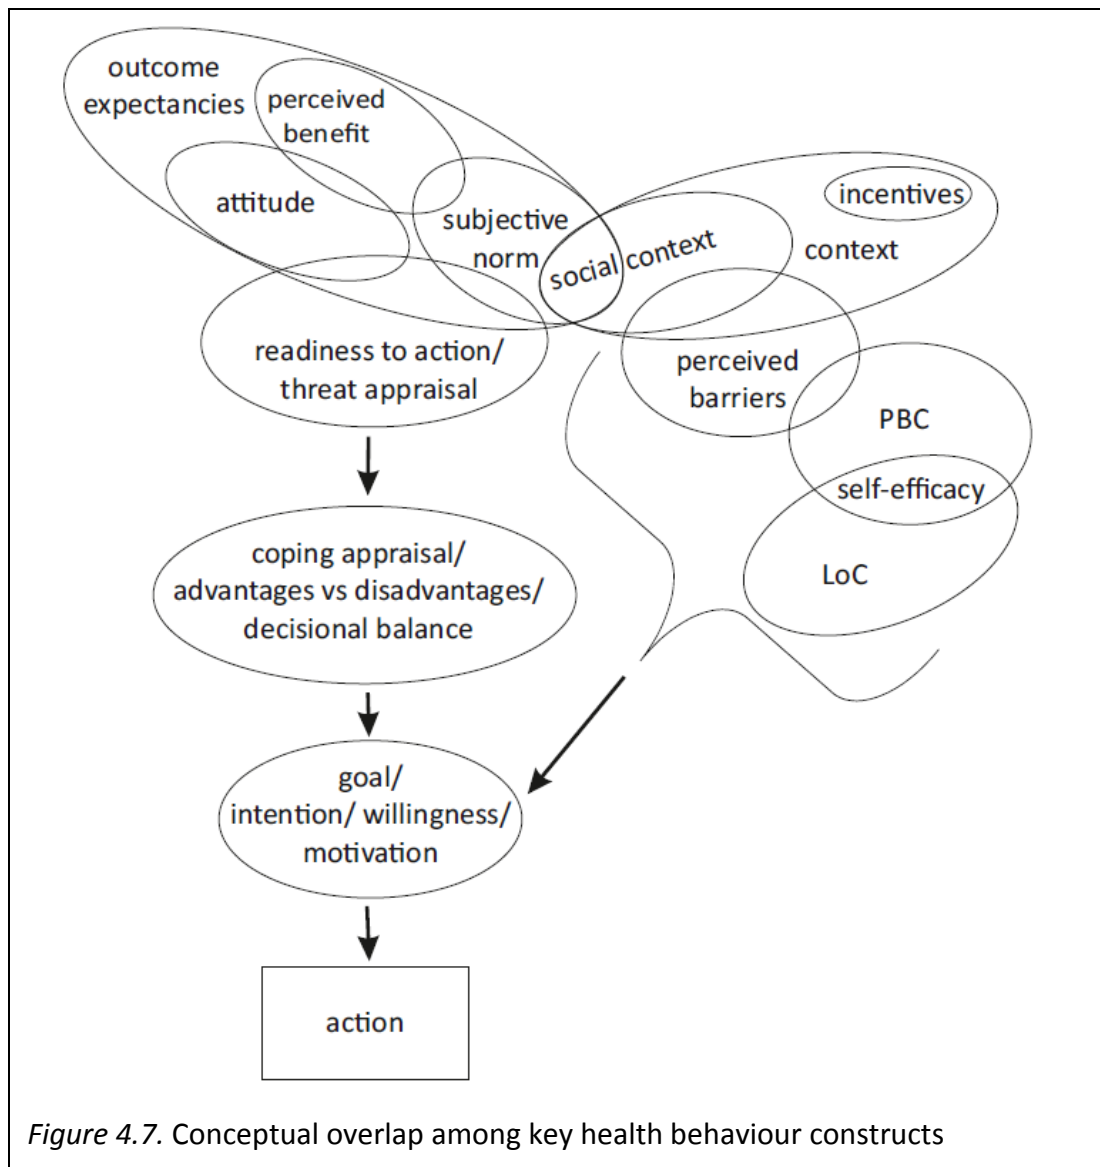 outcome
expectancies
perceived
benefit
attitude
subjective
norm
social context
incentives
context
readiness to action/
threat appraisal
perceived
barriers
PBC
self-efficacy
LoC
coping appraisal/
advantages vs disadvantages/
decisional balance
goal/
intention/ willingness/
motivation
action
Figure 4.7. Conceptual overlap among key health behaviour constructs